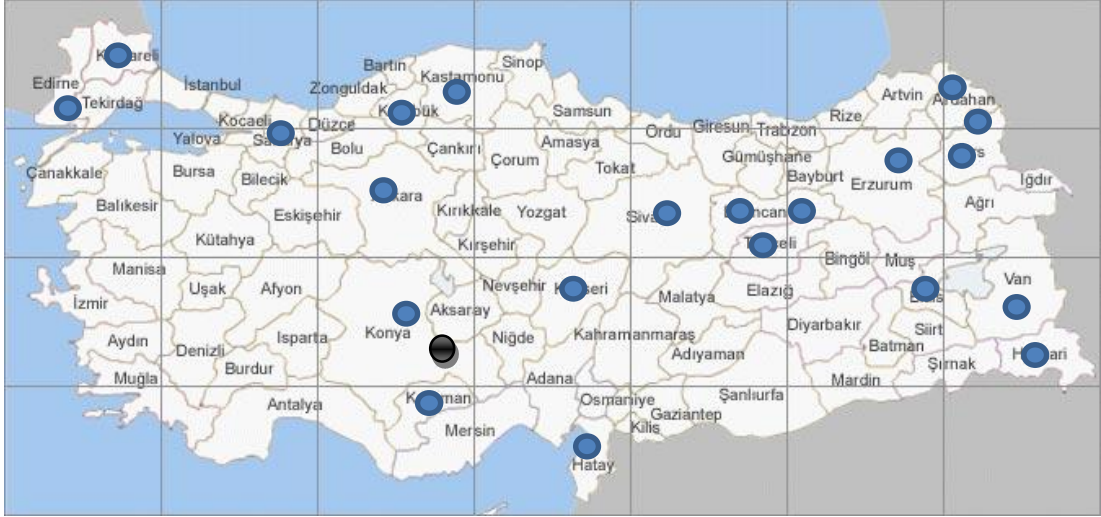 Sinop
Bartın
Kastamonu
Edirne
İstanbul
Zonguldak
Tekirdağ
Artvin
Samsun
Rize
Kocaeli
Düzce
Ordu
Giresun
Trabzon
Yalova
Bolu
Çankırı
Amasya
Çorum
Gümüşhane
Tokat
Çanakkale
Bursa
Bilecik
Bayburt
Erzurum
Iğdır
Balıkesir
Eskişehir
Kırıkkale
Yozgat
Ağrı
Kütahya
Kırşehir
Bingöl
Muş
Manisa
Uşak
Afyon
Nevşehir
Malatya
Elazığ
Van
İzmir
Aksaray
Konya
Isparta
Niğde
Kahramanmaraş
Diyarbakır
Siirt
Aydın
Denizli
Batman
Adıyaman
Şırnak
Burdur
Muğla
Adana
Mardin
Antalya
Osmaniye
Şanlıurfa
Gaziantep
Mersin
Kilis
Hatay